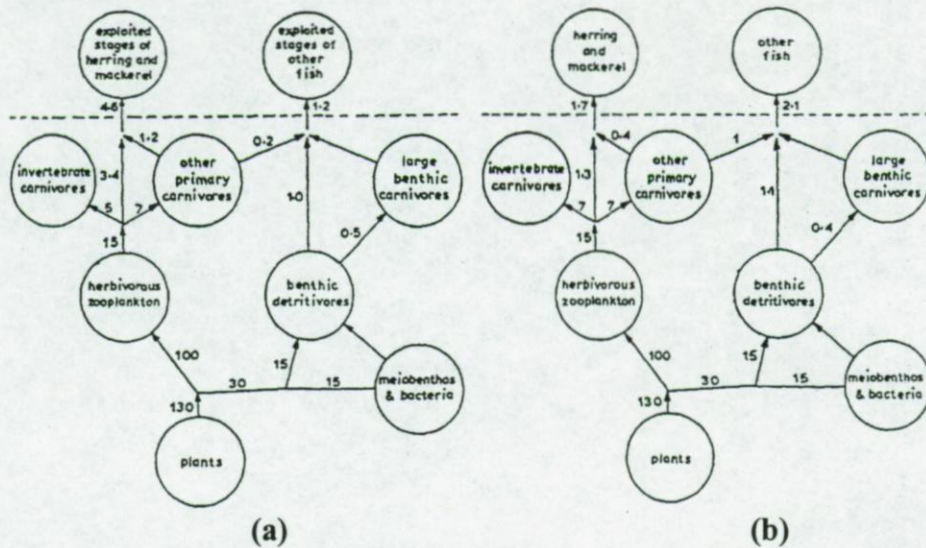 exploited
stages of
herring and
mackerel
exploited
stages of
other
fish
4·6
1·2
1·2
0·2
invertebrate
carnivores
3·4
other
primary
carnivores
large
benthic
carnivores
5
7
1·0
0·5
15
herbivorous
zooplankton
benthic
detritivores
100
15
30
15
meiobenthos
& bacteria
130
plants
(a)
herring
and
mackerel
other
fish
1·7
2·1
0·4
1
invertebrate
carnivores
1·3
other
primary
carnivores
large
benthic
carnivores
7
7
1·1
0·4
15
herbivorous
zooplankton
benthic
detritivores
100
15
30
15
meiobenthos
& bacteria
130
plants
(b)